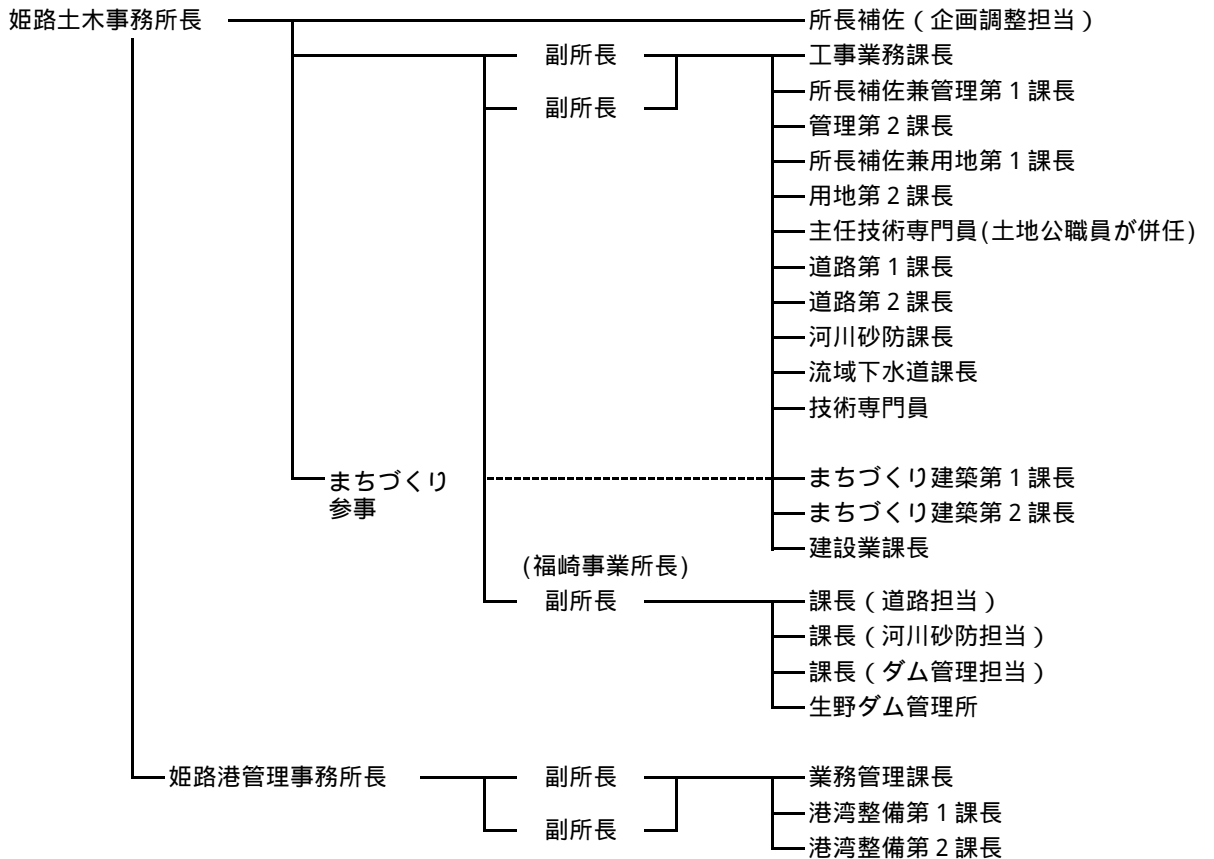 姫路土木事務所長
所長補佐（企画調整担当）
副所長
工事業務課長
所長補佐兼管理第１課長
副所長
管理第２課長
所長補佐兼用地第１課長
用地第２課長
主任技術専門員(土地公職員が併任)
道路第１課長
道路第２課長
河川砂防課長
流域下水道課長
技術専門員
まちづくり
参事
まちづくり建築第１課長
まちづくり建築第２課長
建設業課長
(福崎事業所長)
副所長
課長（道路担当）
課長（河川砂防担当）
課長（ダム管理担当）
生野ダム管理所
姫路港管理事務所長
副所長
業務管理課長
副所長
港湾整備第１課長
港湾整備第２課長